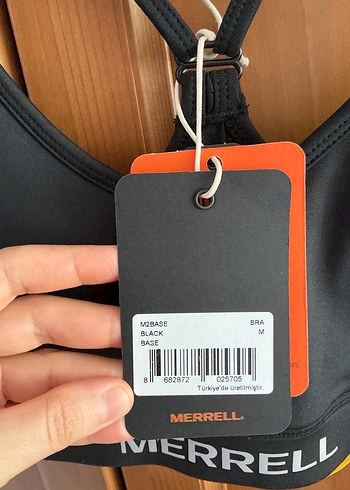 M2BASE BRA
BLACK M
BASE
8 682872 025705
Türkiye'de üretilmiştir.
MERRELL®
MERRELL